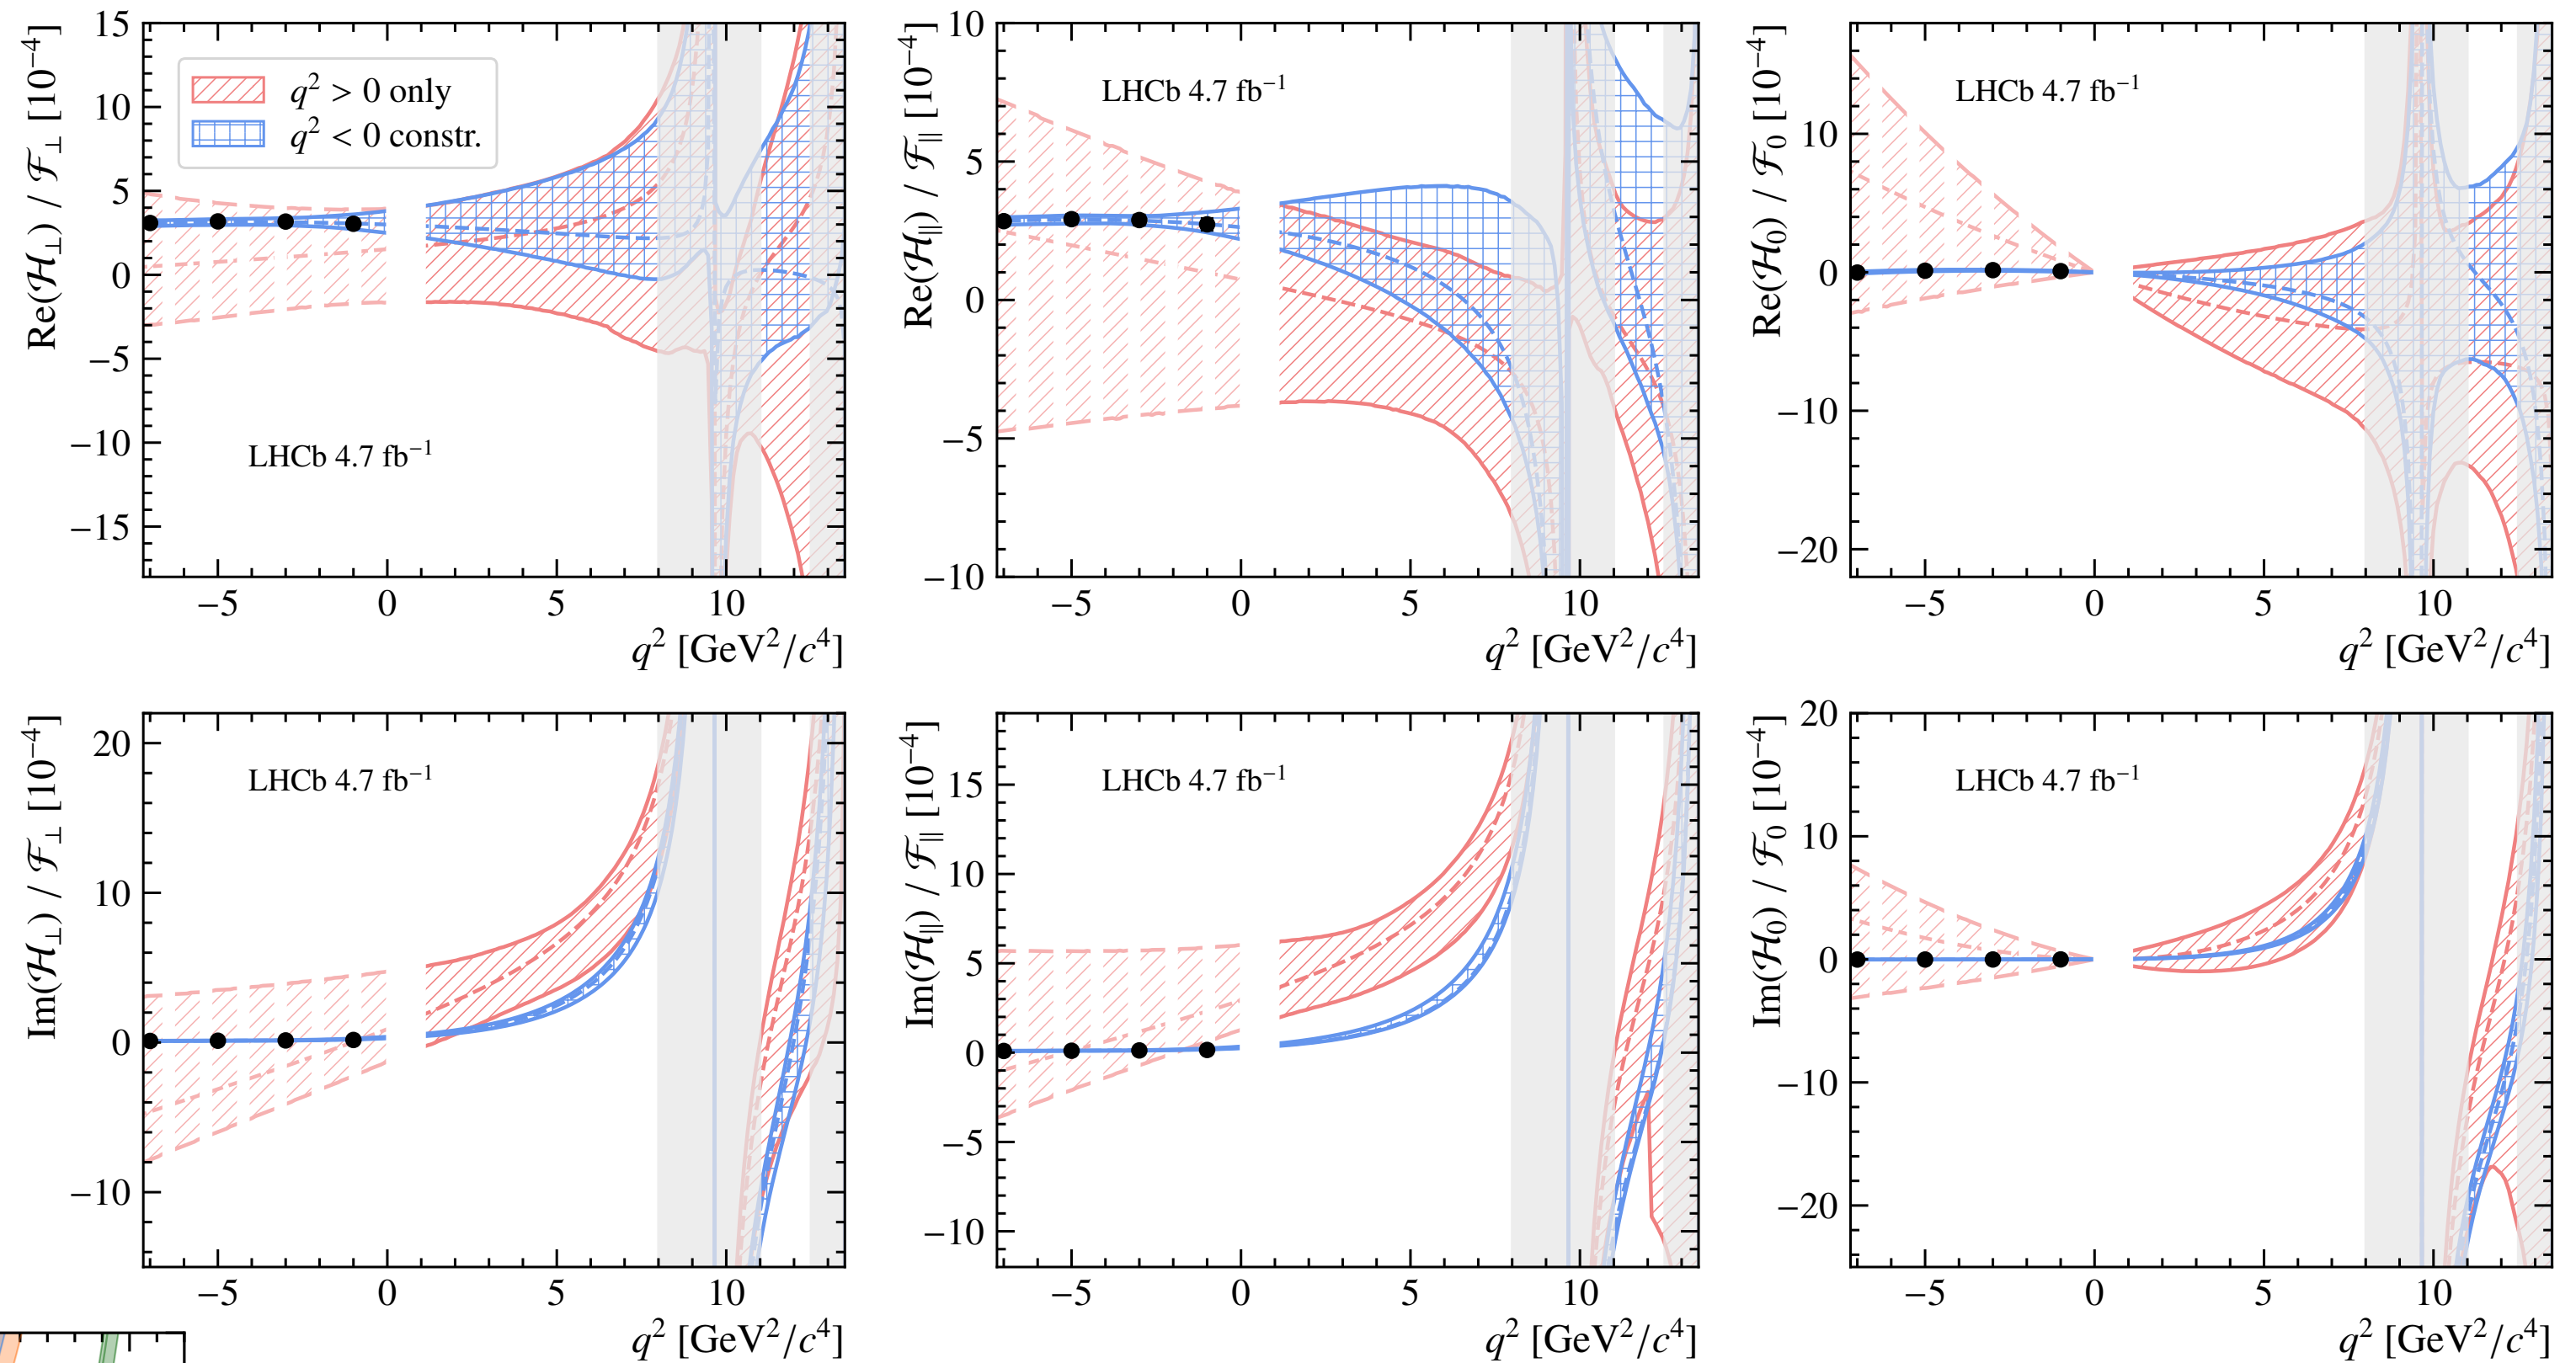 Re(ℋ⊥) / ℱ⊥ [10⁻⁴]
15
10
5
0
−5
−10
−15
q² > 0 only
q² < 0 constr.
LHCb 4.7 fb⁻¹
−5 0 5 10
q² [GeV²/c⁴]
Re(ℋ∥) / ℱ∥ [10⁻⁴]
10
5
0
−5
−10
LHCb 4.7 fb⁻¹
−5 0 5 10
q² [GeV²/c⁴]
Re(ℋ₀) / ℱ₀ [10⁻⁴]
10
0
−10
−20
LHCb 4.7 fb⁻¹
−5 0 5 10
q² [GeV²/c⁴]
Im(ℋ⊥) / ℱ⊥ [10⁻⁴]
20
10
0
−10
LHCb 4.7 fb⁻¹
−5 0 5 10
q² [GeV²/c⁴]
Im(ℋ∥) / ℱ∥ [10⁻⁴]
15
10
5
0
−5
−10
LHCb 4.7 fb⁻¹
−5 0 5 10
q² [GeV²/c⁴]
Im(ℋ₀) / ℱ₀ [10⁻⁴]
20
10
0
−10
−20
LHCb 4.7 fb⁻¹
−5 0 5 10
q² [GeV²/c⁴]